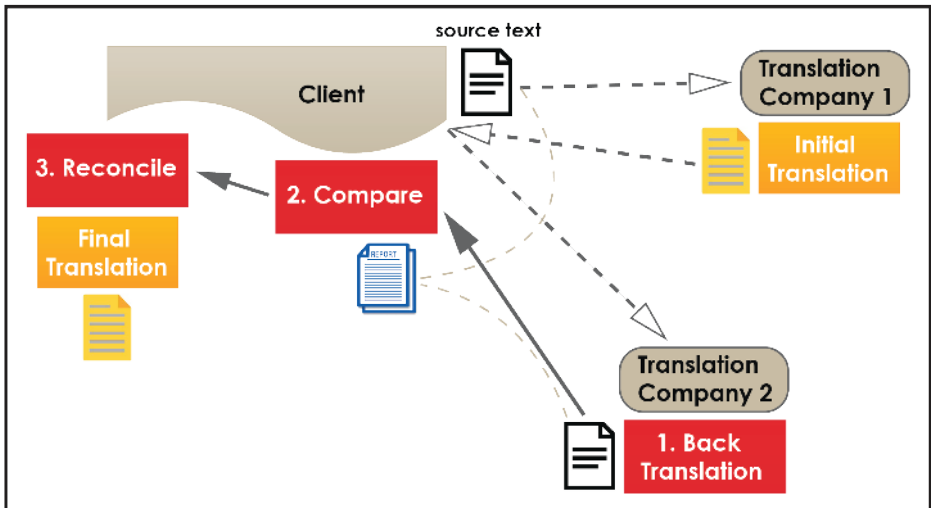 source text
Client
Translation
Company 1
Initial
Translation
3. Reconcile
2. Compare
Final
Translation
REPORT
Translation
Company 2
1. Back
Translation